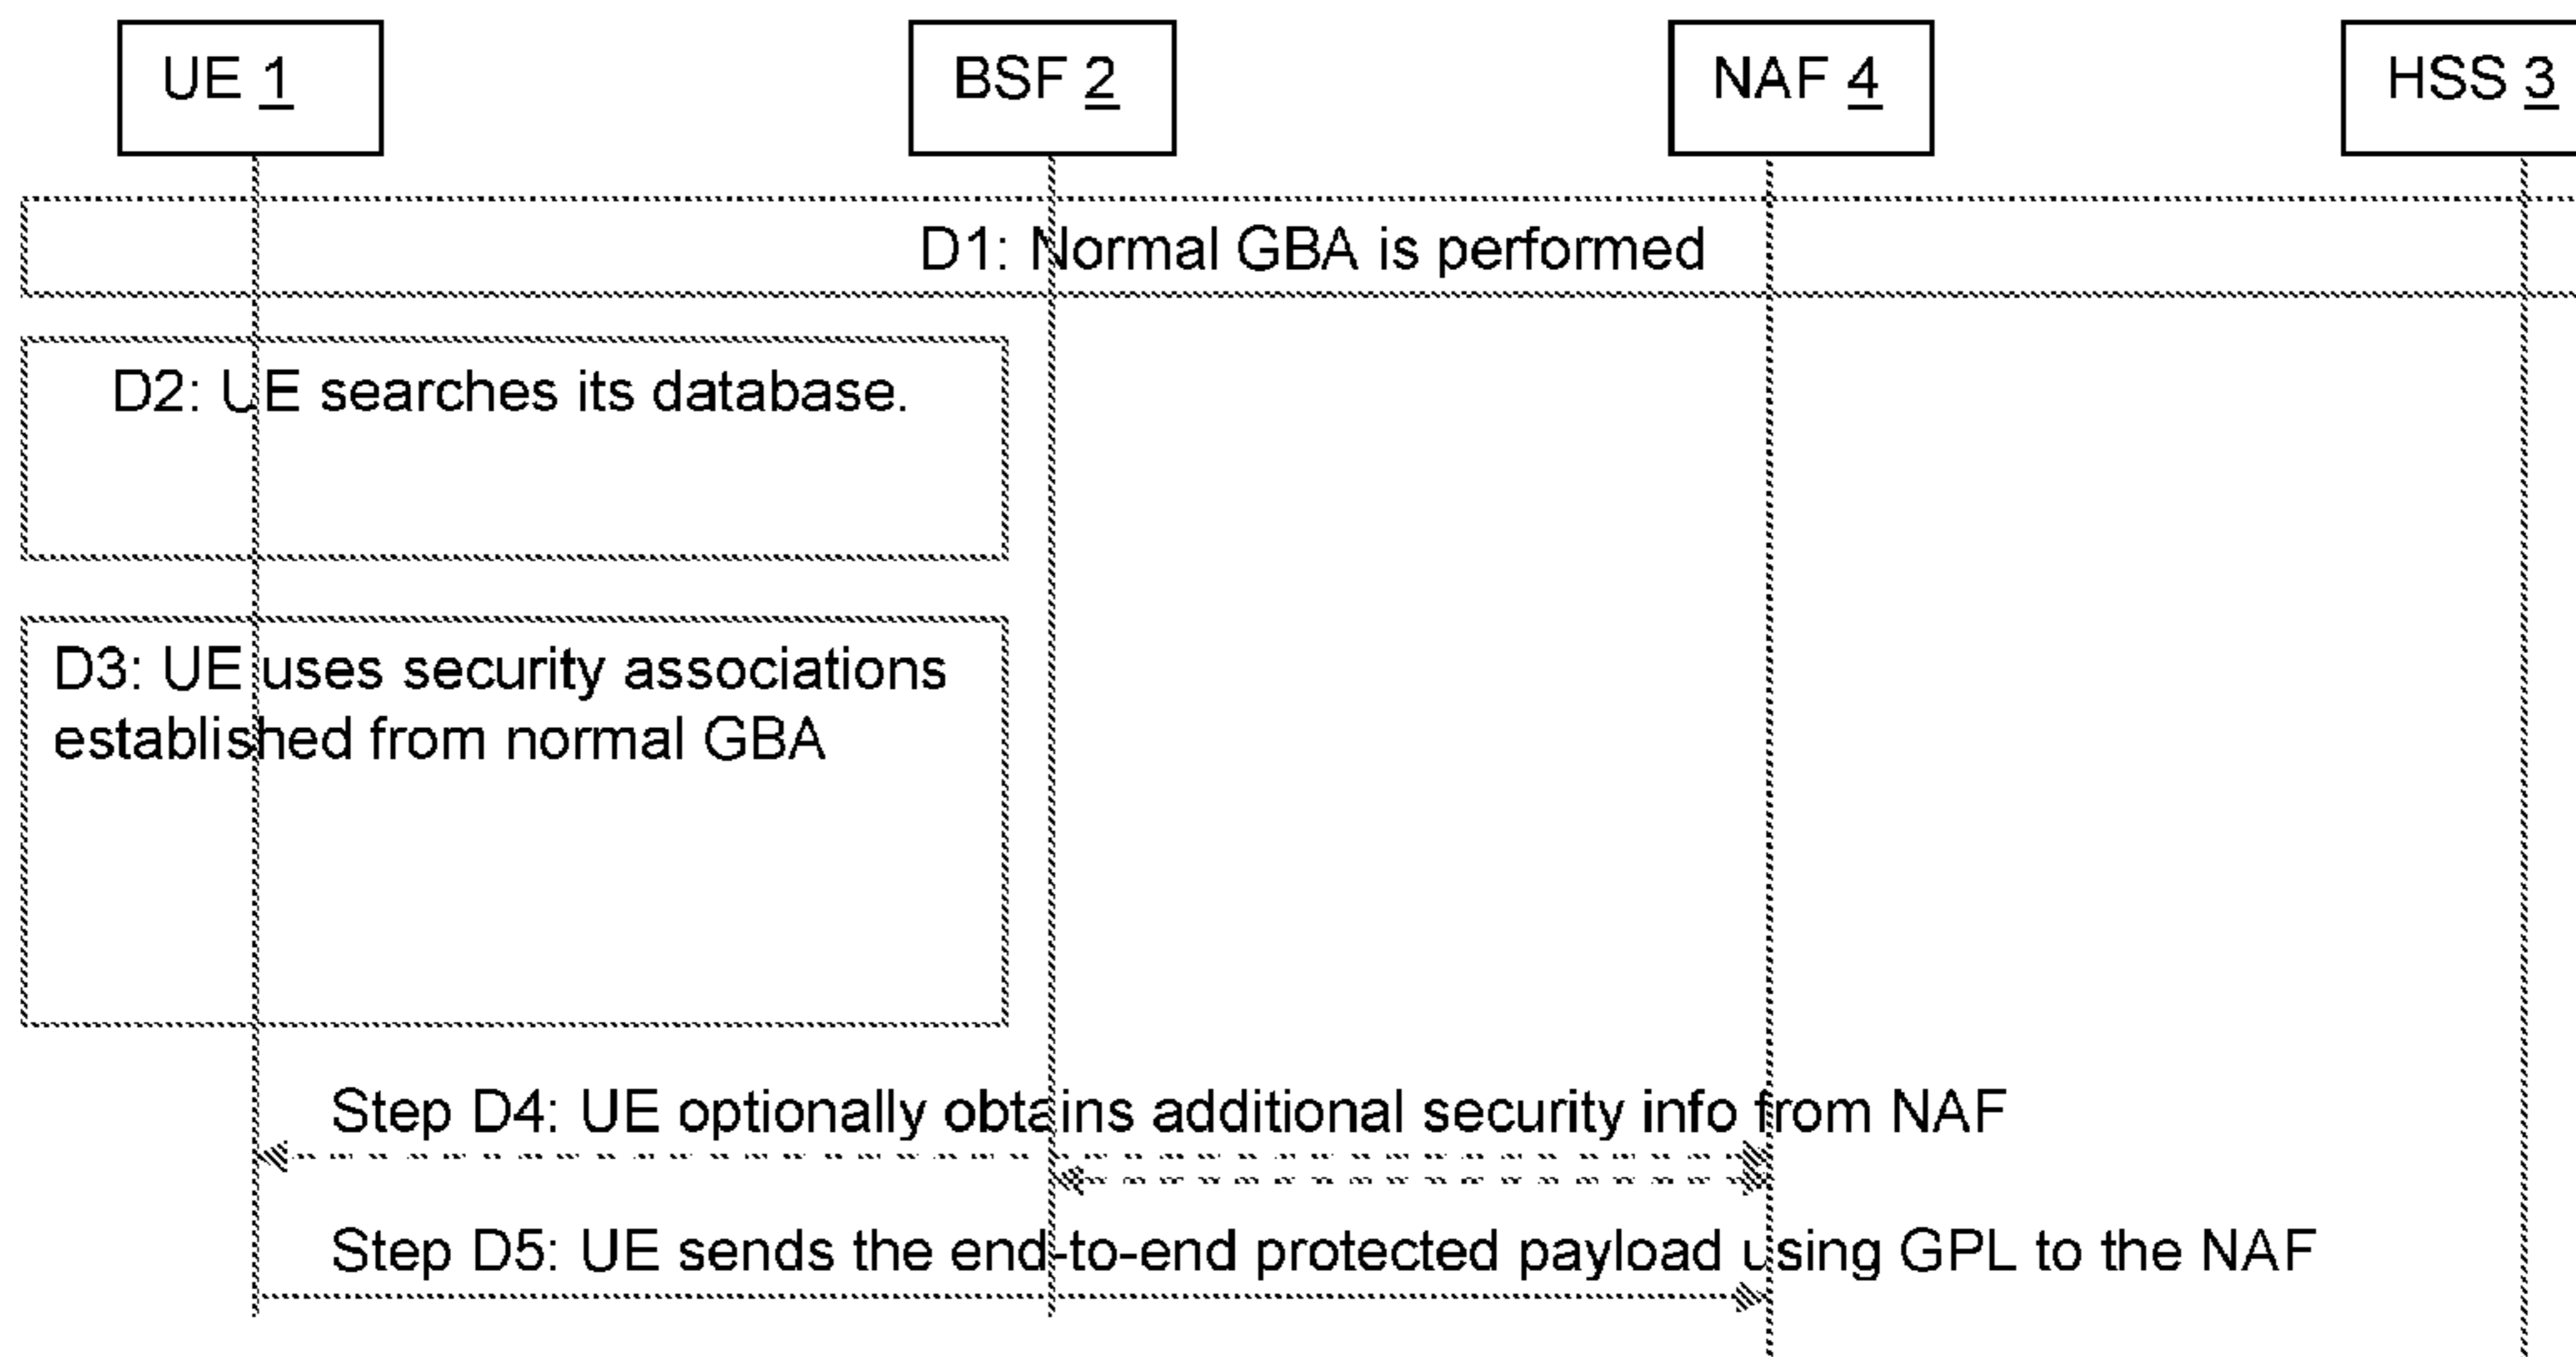 UE 1
BSF 2
NAF 4
HSS 3
D1: Normal GBA is performed
D2: UE searches its database.
D3: UE uses security associations
established from normal GBA
Step D4: UE optionally obtains additional security info from NAF
Step D5: UE sends the end-to-end protected payload using GPL to the NAF